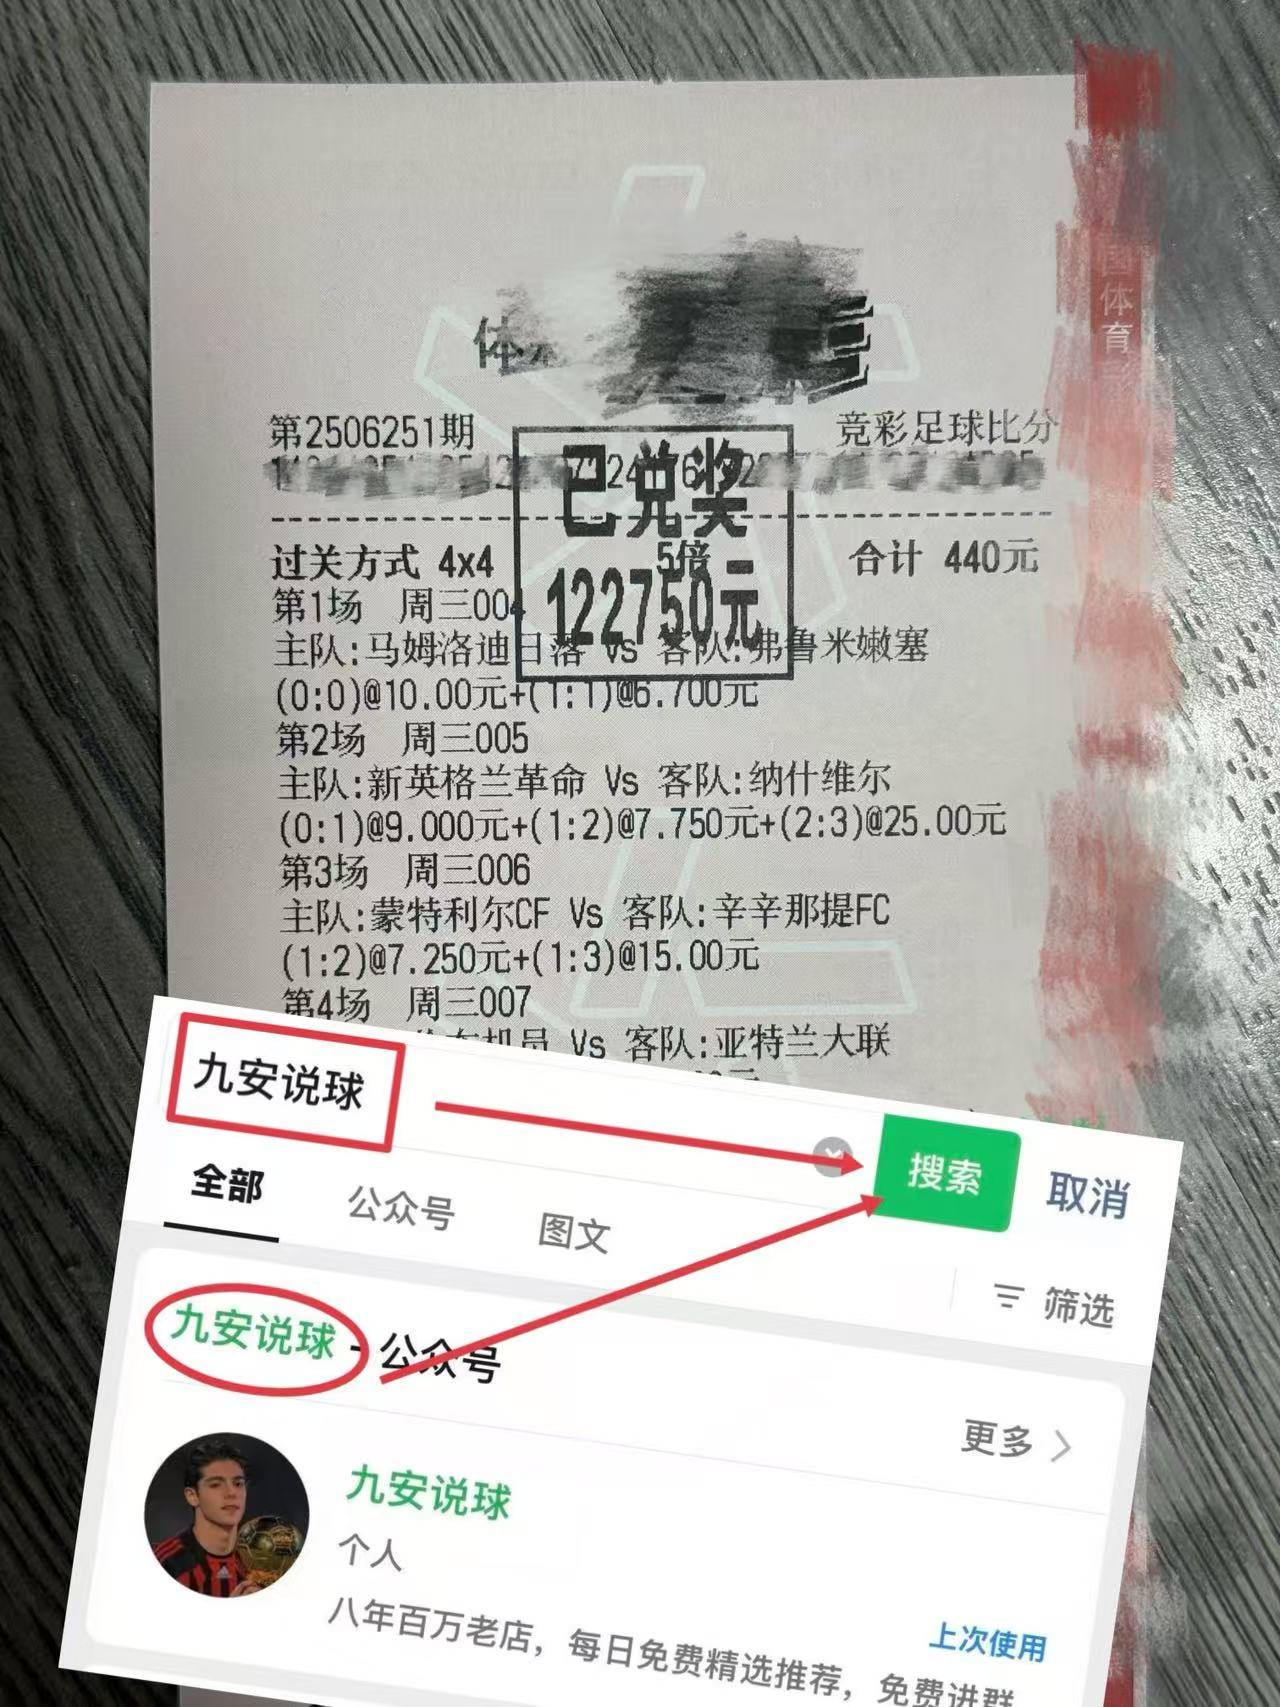 国体育彩
体
第2506251期
竞彩足球比分
已兑奖
122750元
过关方式 4x4
5倍
合计 440元
第1场 周三004
主队:马姆洛迪日落 Vs 客队:弗鲁米嫩塞
(0:0)@10.00元+(1:1)@6.700元
第2场 周三005
主队:新英格兰革命 Vs 客队:纳什维尔
(0:1)@9.000元+(1:2)@7.750元+(2:3)@25.00元
第3场 周三006
主队:蒙特利尔CF Vs 客队:辛辛那提FC
(1:2)@7.250元+(1:3)@15.00元
第4场 周三007
机员 Vs 客队:亚特兰大联
九安说球
搜索
取消
全部
公众号
图文
筛选
九安说球 - 公众号
更多
九安说球
个人
八年百万老店，每日免费精选推荐，免费进群
上次使用